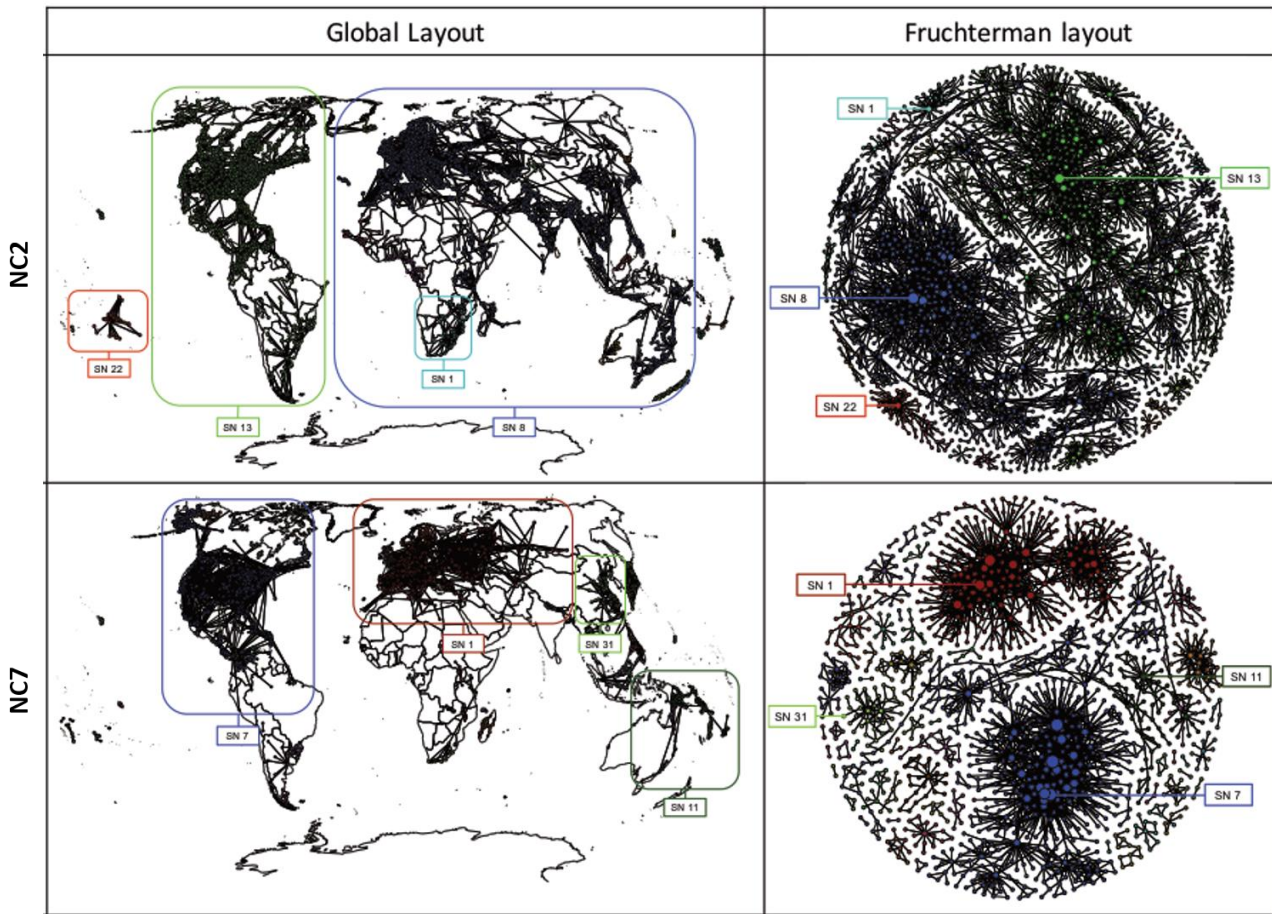 Global Layout
Fruchterman layout
NC2
SN 22
SN 13
SN 1
SN 8
SN 1
SN 13
SN 8
SN 22
NC7
SN 7
SN 1
SN 31
SN 11
SN 1
SN 11
SN 31
SN 7